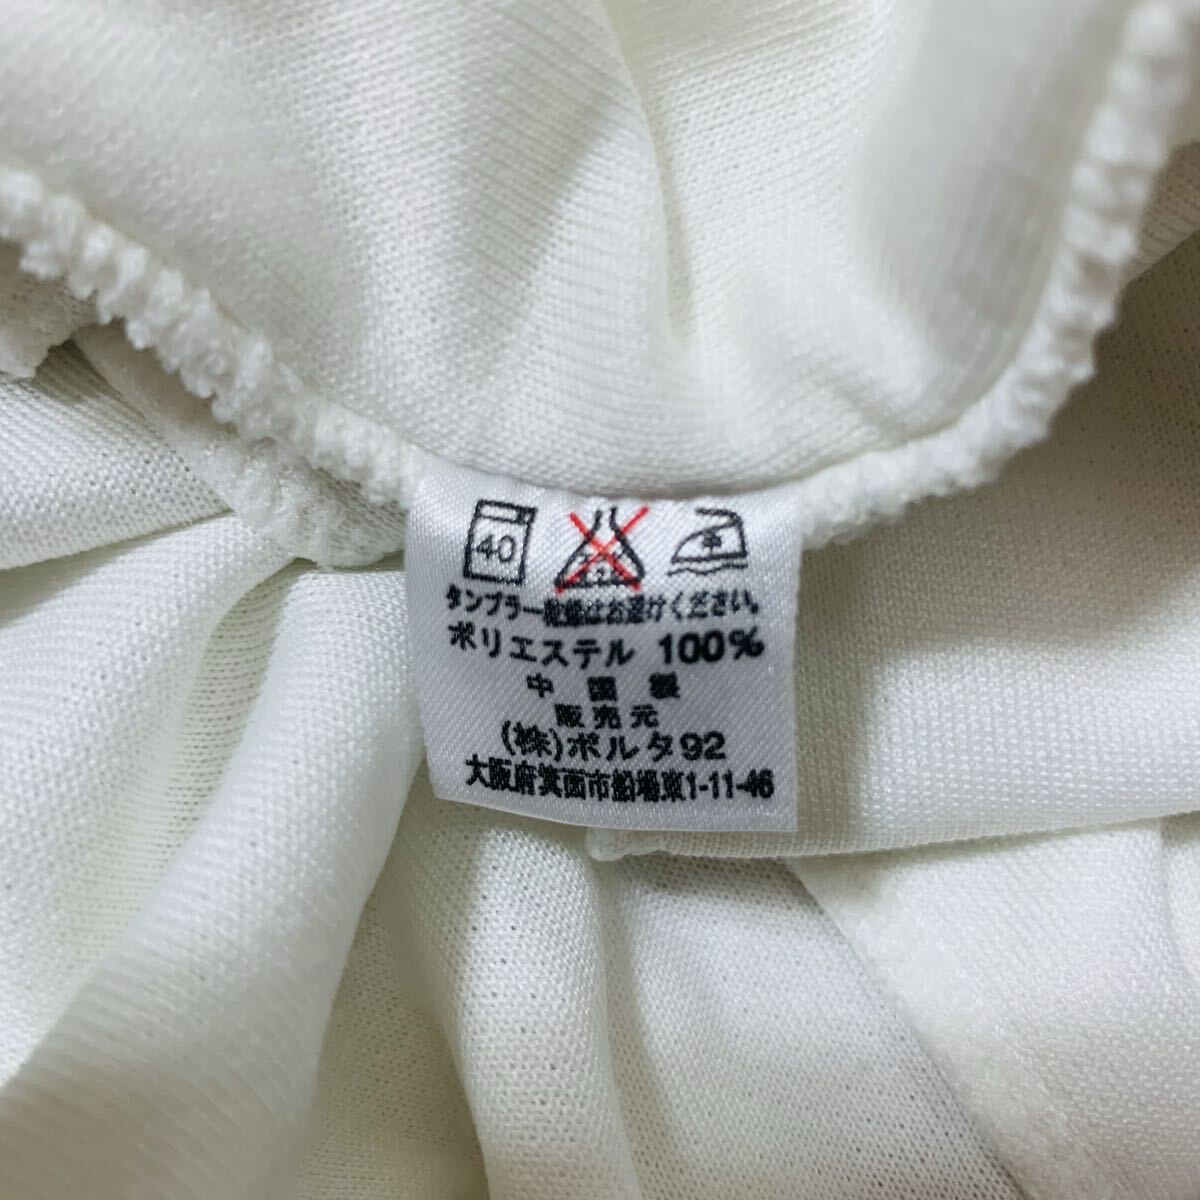 40
タンブラー乾燥はお避けください。
ポリエステル 100%
中国製
販売元
(株)ポルタ92
大阪府箕面市船場東1-11-46